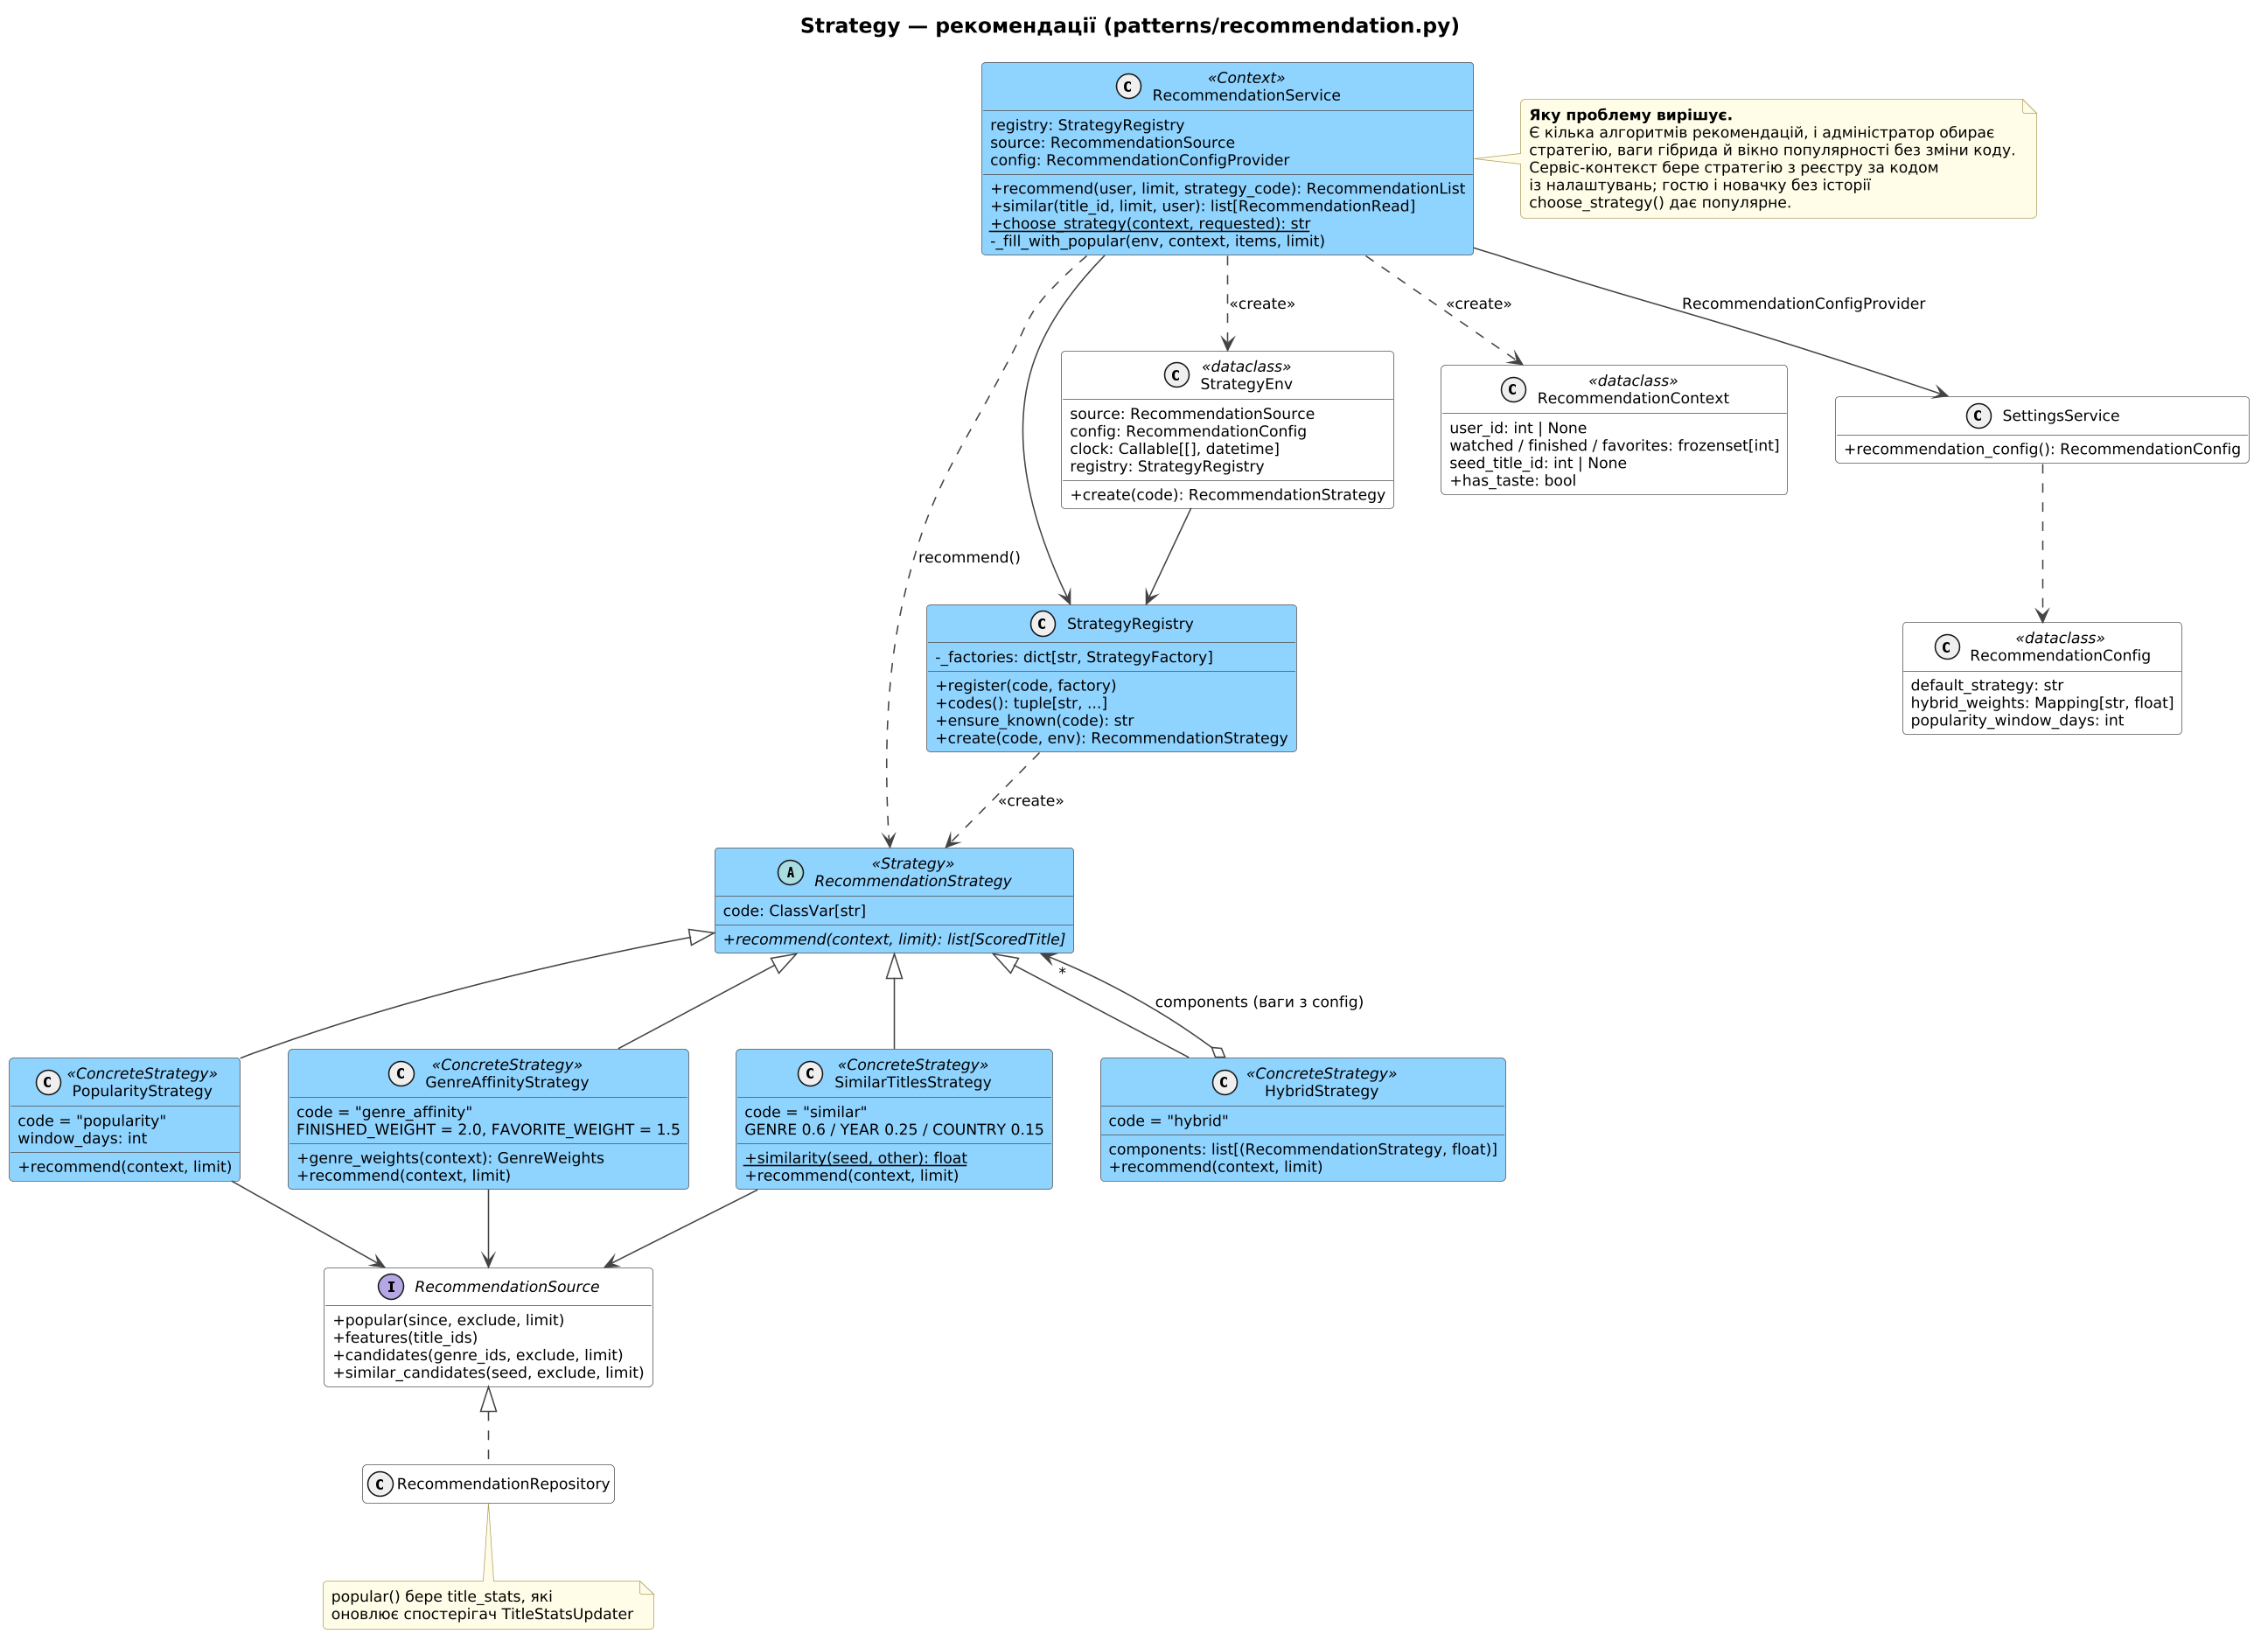 Strategy — рекомендації (patterns/recommendation.py)
C
«Context»
RecommendationService
registry: StrategyRegistry
source: RecommendationSource
config: RecommendationConfigProvider
+recommend(user, limit, strategy_code): RecommendationList
+similar(title_id, limit, user): list[RecommendationRead]
+choose_strategy(context, requested): str
-_fill_with_popular(env, context, items, limit)
Яку проблему вирішує.
Є кілька алгоритмів рекомендацій, і адміністратор обирає
стратегію, ваги гібрида й вікно популярності без зміни коду.
Сервіс-контекст бере стратегію з реєстру за кодом
із налаштувань; гостю і новачку без історії
choose_strategy() дає популярне.
«create»
«create»
RecommendationConfigProvider
C
«dataclass»
StrategyEnv
source: RecommendationSource
config: RecommendationConfig
clock: Callable[[], datetime]
registry: StrategyRegistry
+create(code): RecommendationStrategy
C
«dataclass»
RecommendationContext
user_id: int | None
watched / finished / favorites: frozenset[int]
seed_title_id: int | None
+has_taste: bool
C
SettingsService
+recommendation_config(): RecommendationConfig
recommend()
C
StrategyRegistry
-_factories: dict[str, StrategyFactory]
+register(code, factory)
+codes(): tuple[str, ...]
+ensure_known(code): str
+create(code, env): RecommendationStrategy
C
«dataclass»
RecommendationConfig
default_strategy: str
hybrid_weights: Mapping[str, float]
popularity_window_days: int
«create»
A
«Strategy»
RecommendationStrategy
code: ClassVar[str]
+recommend(context, limit): list[ScoredTitle]
*
components (ваги з config)
C
«ConcreteStrategy»
PopularityStrategy
code = "popularity"
window_days: int
+recommend(context, limit)
C
«ConcreteStrategy»
GenreAffinityStrategy
code = "genre_affinity"
FINISHED_WEIGHT = 2.0, FAVORITE_WEIGHT = 1.5
+genre_weights(context): GenreWeights
+recommend(context, limit)
C
«ConcreteStrategy»
SimilarTitlesStrategy
code = "similar"
GENRE 0.6 / YEAR 0.25 / COUNTRY 0.15
+similarity(seed, other): float
+recommend(context, limit)
C
«ConcreteStrategy»
HybridStrategy
code = "hybrid"
components: list[(RecommendationStrategy, float)]
+recommend(context, limit)
I
RecommendationSource
+popular(since, exclude, limit)
+features(title_ids)
+candidates(genre_ids, exclude, limit)
+similar_candidates(seed, exclude, limit)
C
RecommendationRepository
popular() бере title_stats, які
оновлює спостерігач TitleStatsUpdater